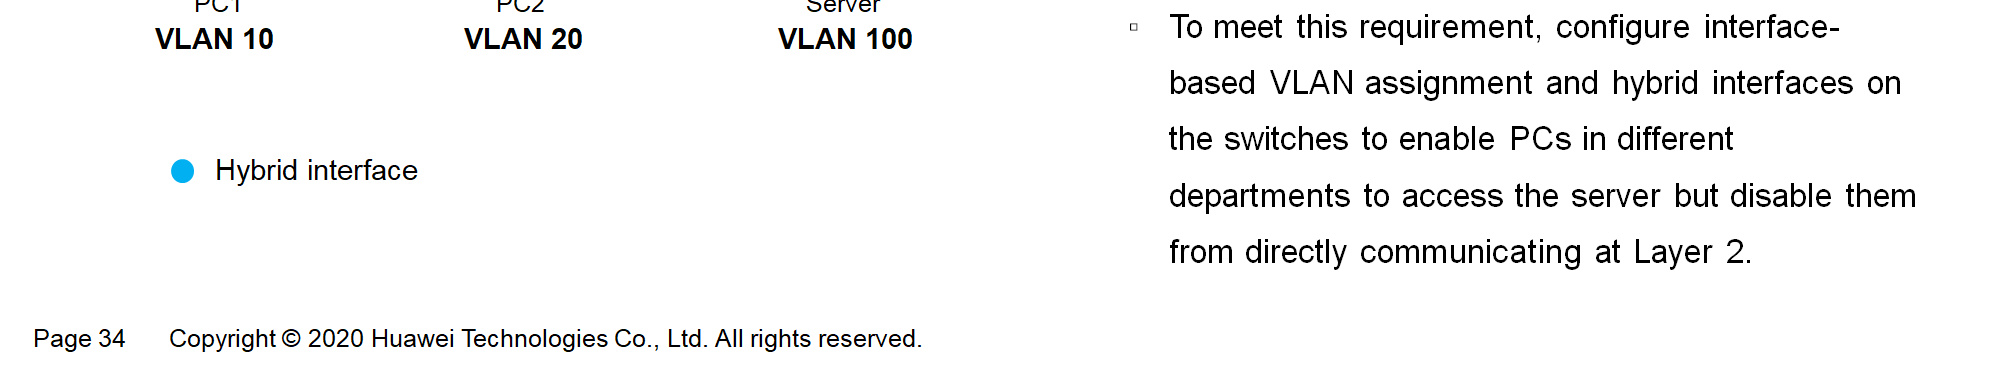 PC1
PC2
Server
VLAN 10
VLAN 20
VLAN 100
Hybrid interface
▫ To meet this requirement, configure interface-
based VLAN assignment and hybrid interfaces on
the switches to enable PCs in different
departments to access the server but disable them
from directly communicating at Layer 2.
Page 34
Copyright © 2020 Huawei Technologies Co., Ltd. All rights reserved.